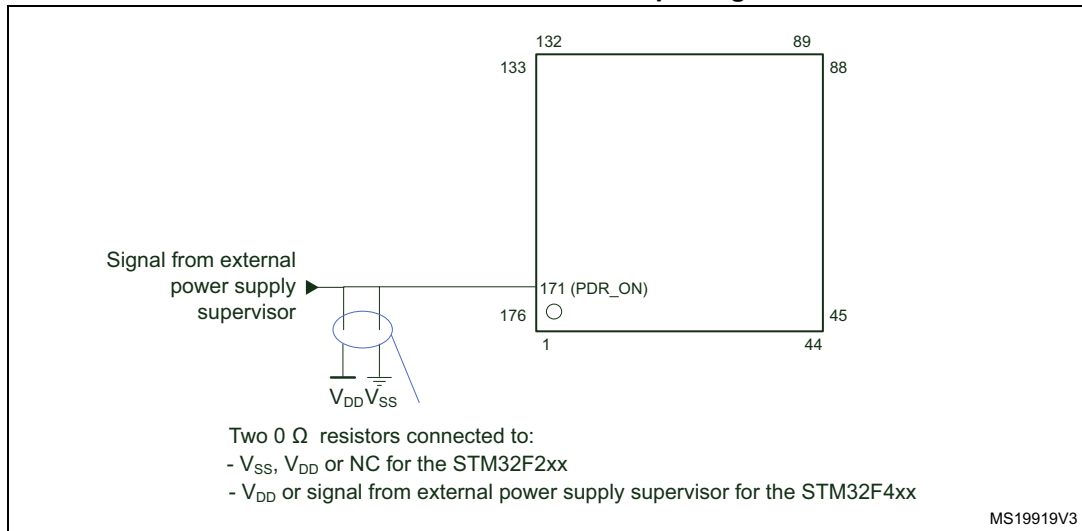 132
89
133
88
Signal from external
power supply
supervisor
171 (PDR_ON)
176
45
1
44
VDD VSS
Two 0 Ω resistors connected to:
- VSS, VDD or NC for the STM32F2xx
- VDD or signal from external power supply supervisor for the STM32F4xx
MS19919V3